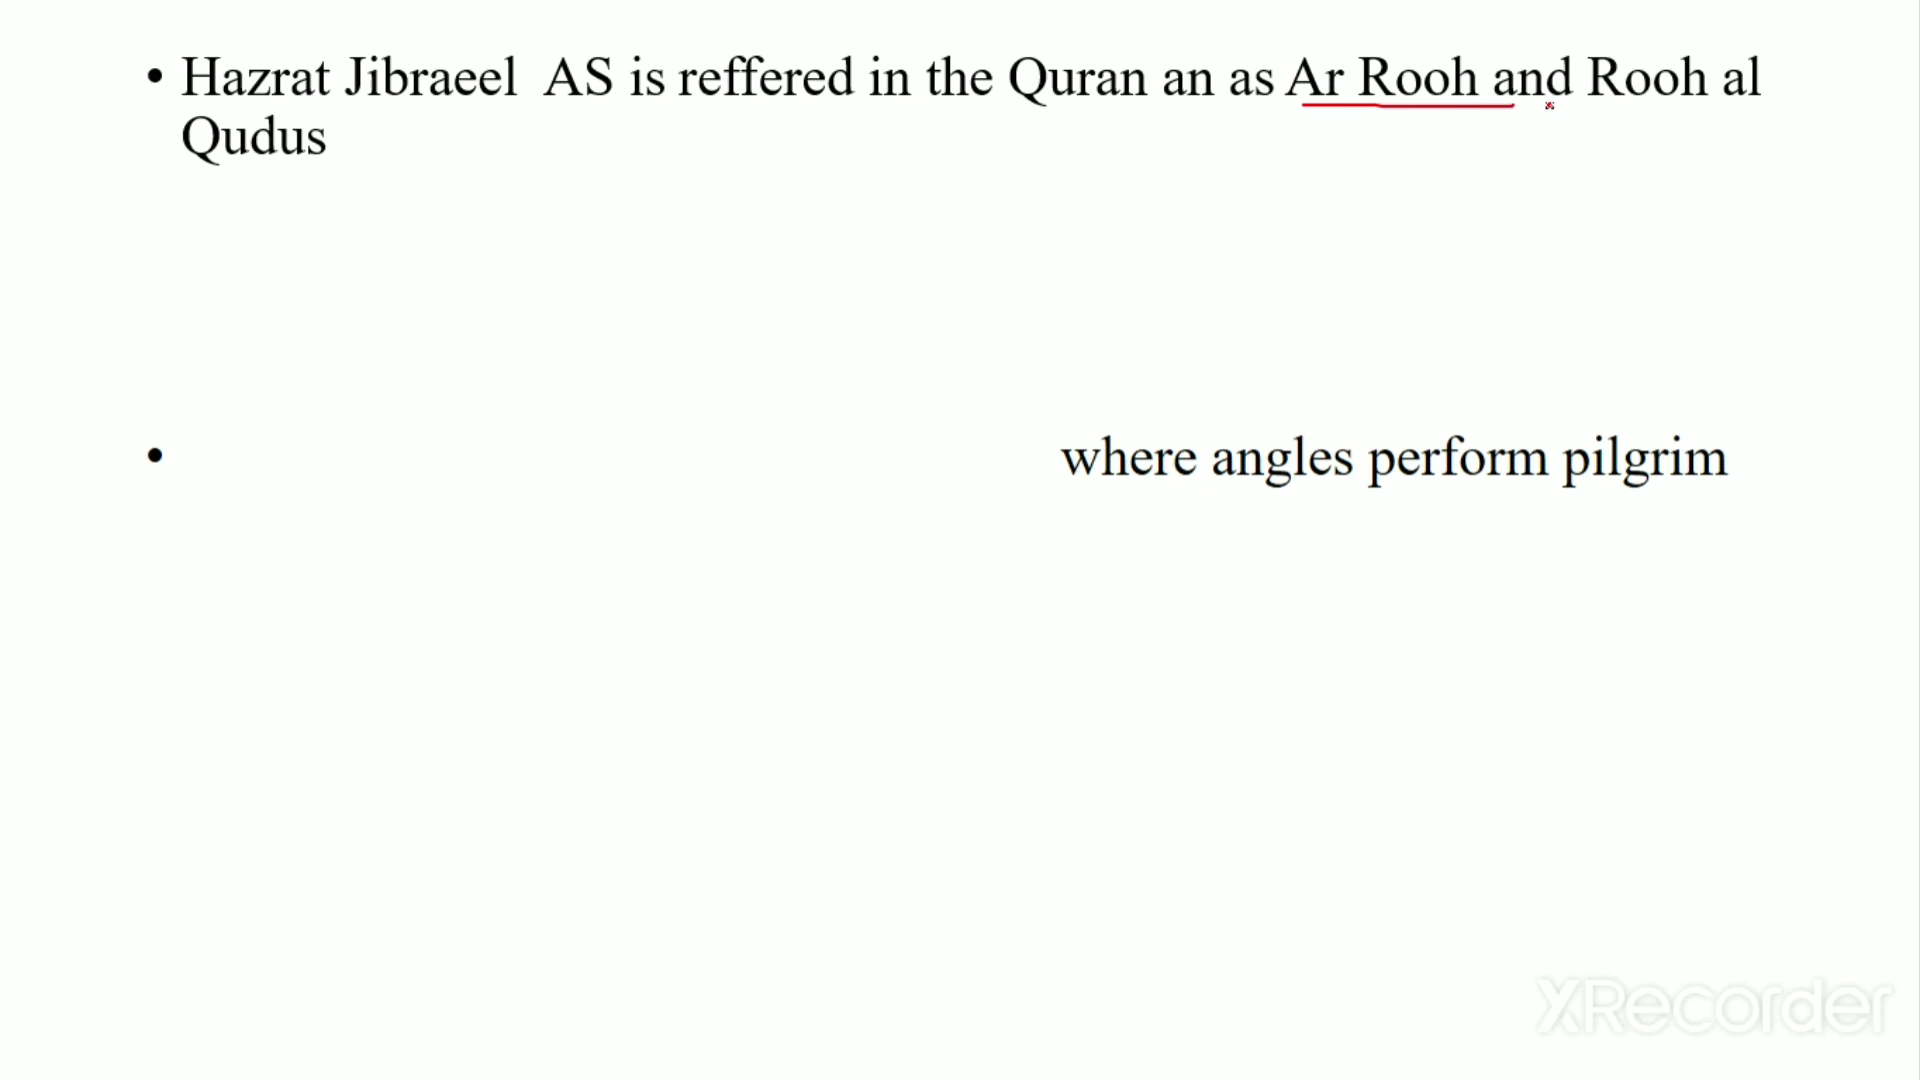 • Hazrat Jibraeel AS is reffered in the Quran an as Ar Rooh and Rooh al
Qudus
• where angles perform pilgrim
XRecorder